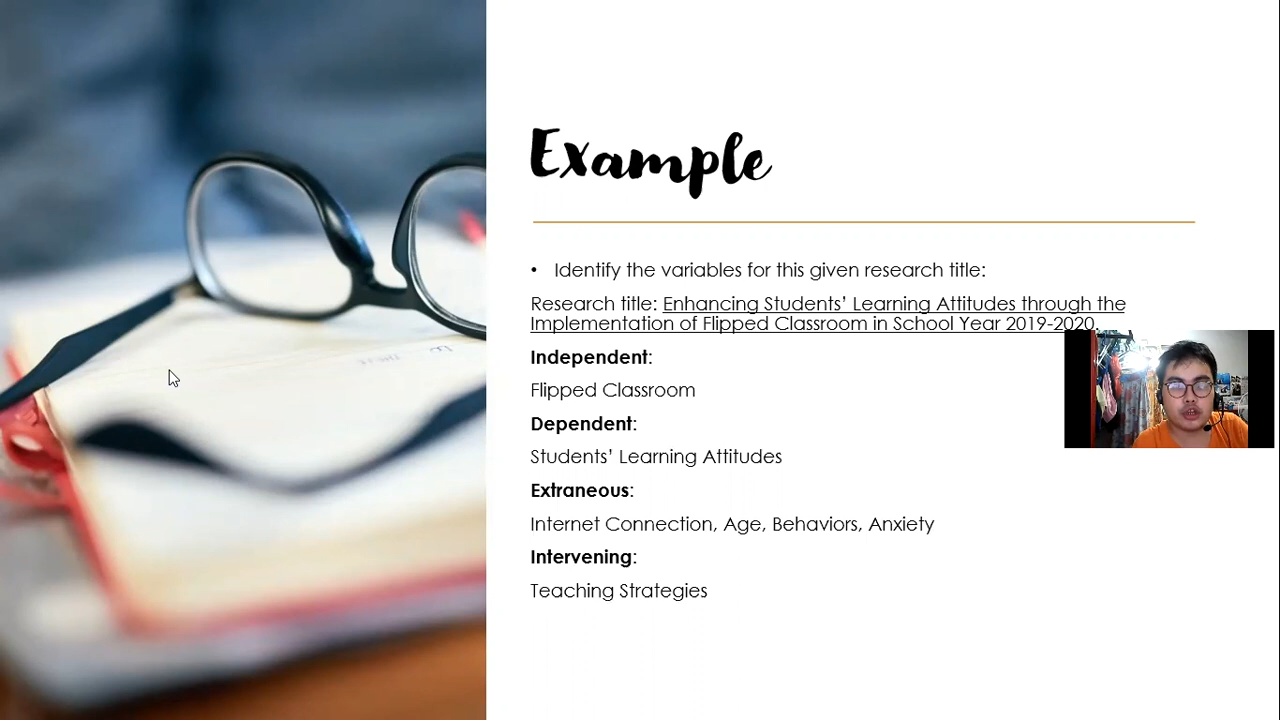 Example
• Identify the variables for this given research title:
Research title: Enhancing Students’ Learning Attitudes through the
Implementation of Flipped Classroom in School Year 2019-2020.
Independent:
Flipped Classroom
Dependent:
Students’ Learning Attitudes
Extraneous:
Internet Connection, Age, Behaviors, Anxiety
Intervening:
Teaching Strategies